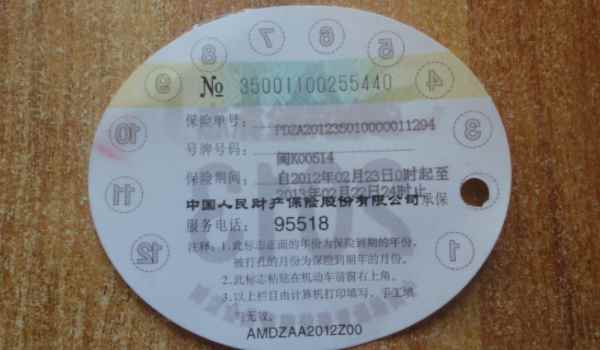 7 6
8 5
9 4
№ 35001100255440
保险单号: PDZA201235010000011294
10 3
号牌号码: 闽K00514
保险期间: 自2012年02月23日0时起至
2013年02月22日24时止
11
中国人民财产保险股份有限公司承保
服务电话: 95518
12 1
注释: 1.此标志正面的年份为保险到期的年份,
被打孔的月份为保险到期年的月份。
2.此标志粘贴在机动车前窗右上角。
3.以上栏目由计算机打印填写, 手工填
写无效。
AMDZAA2012Z00